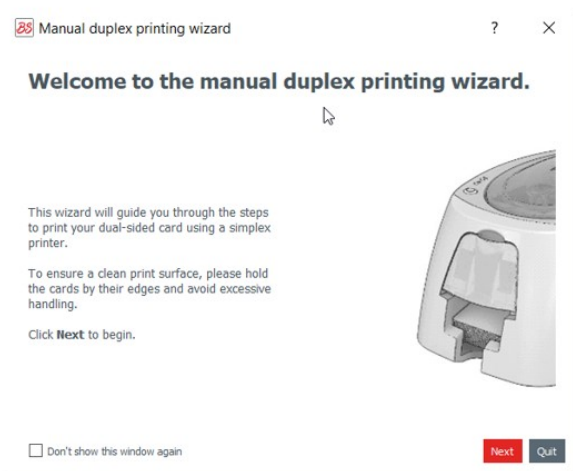 BS Manual duplex printing wizard ?
Welcome to the manual duplex printing wizard.
This wizard will guide you through the steps
to print your dual-sided card using a simplex
printer.
To ensure a clean print surface, please hold
the cards by their edges and avoid excessive
handling.
Click Next to begin.
Don't show this window again
Next Quit